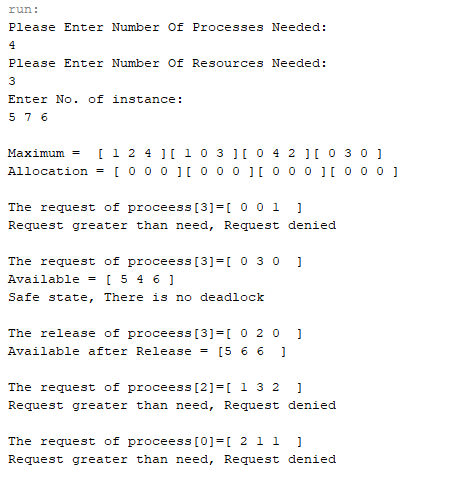 run:
Please Enter Number Of Processes Needed:
4
Please Enter Number Of Resources Needed:
3
Enter No. of instance:
5 7 6
Maximum =  [ 1 2 4 ][ 1 0 3 ][ 0 4 2 ][ 0 3 0 ]
Allocation = [ 0 0 0 ][ 0 0 0 ][ 0 0 0 ][ 0 0 0 ]
The request of proceess[3]=[ 0 0 1  ]
Request greater than need, Request denied
The request of proceess[3]=[ 0 3 0  ]
Available = [ 5 4 6 ]
Safe state, There is no deadlock
The release of proceess[3]=[ 0 2 0  ]
Available after Release = [5 6 6  ]
The request of proceess[2]=[ 1 3 2  ]
Request greater than need, Request denied
The request of proceess[0]=[ 2 1 1  ]
Request greater than need, Request denied